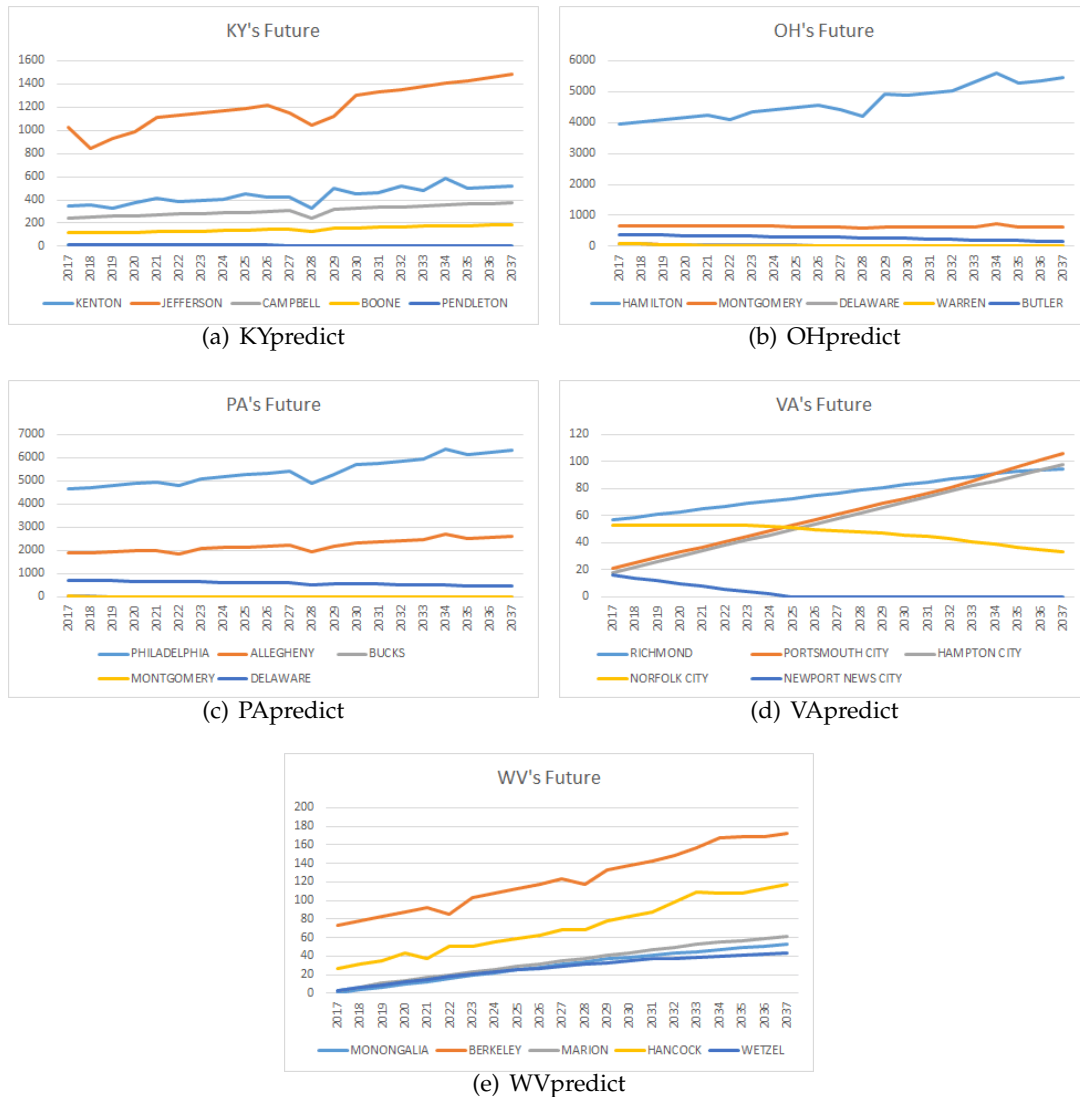 KY's Future
1600
1400
1200
1000
800
600
400
200
0
2017 2018 2019 2020 2021 2022 2023 2024 2025 2026 2027 2028 2029 2030 2031 2032 2033 2034 2035 2036 2037
KENTON JEFFERSON CAMPBELL BOONE PENDLETON
(a) KYpredict
OH's Future
6000
5000
4000
3000
2000
1000
0
2017 2018 2019 2020 2021 2022 2023 2024 2025 2026 2027 2028 2029 2030 2031 2032 2033 2034 2035 2036 2037
HAMILTON MONTGOMERY DELAWARE WARREN BUTLER
(b) OHpredict
PA's Future
7000
6000
5000
4000
3000
2000
1000
0
2017 2018 2019 2020 2021 2022 2023 2024 2025 2026 2027 2028 2029 2030 2031 2032 2033 2034 2035 2036 2037
PHILADELPHIA ALLEGHENY BUCKS
MONTGOMERY DELAWARE
(c) PApredict
VA's Future
120
100
80
60
40
20
0
2017 2018 2019 2020 2021 2022 2023 2024 2025 2026 2027 2028 2029 2030 2031 2032 2033 2034 2035 2036 2037
RICHMOND PORTSMOUTH CITY HAMPTON CITY
NORFOLK CITY NEWPORT NEWS CITY
(d) VApredict
WV's Future
200
180
160
140
120
100
80
60
40
20
0
2017 2018 2019 2020 2021 2022 2023 2024 2025 2026 2027 2028 2029 2030 2031 2032 2033 2034 2035 2036 2037
MONONGALIA BERKELEY MARION HANCOCK WETZEL
(e) WVpredict